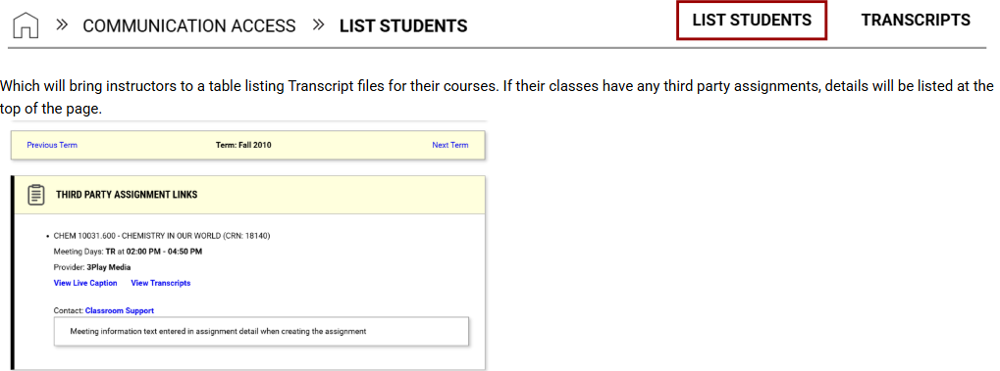 » COMMUNICATION ACCESS » LIST STUDENTS LIST STUDENTS TRANSCRIPTS
Which will bring instructors to a table listing Transcript files for their courses. If their classes have any third party assignments, details will be listed at the
top of the page.
Previous Term Term: Fall 2010 Next Term
THIRD PARTY ASSIGNMENT LINKS
• CHEM 10031.600 - CHEMISTRY IN OUR WORLD (CRN: 18140)
Meeting Days: TR at 02:00 PM - 04:50 PM
Provider: 3Play Media
View Live Caption View Transcripts
Contact: Classroom Support
Meeting information text entered in assignment detail when creating the assignment